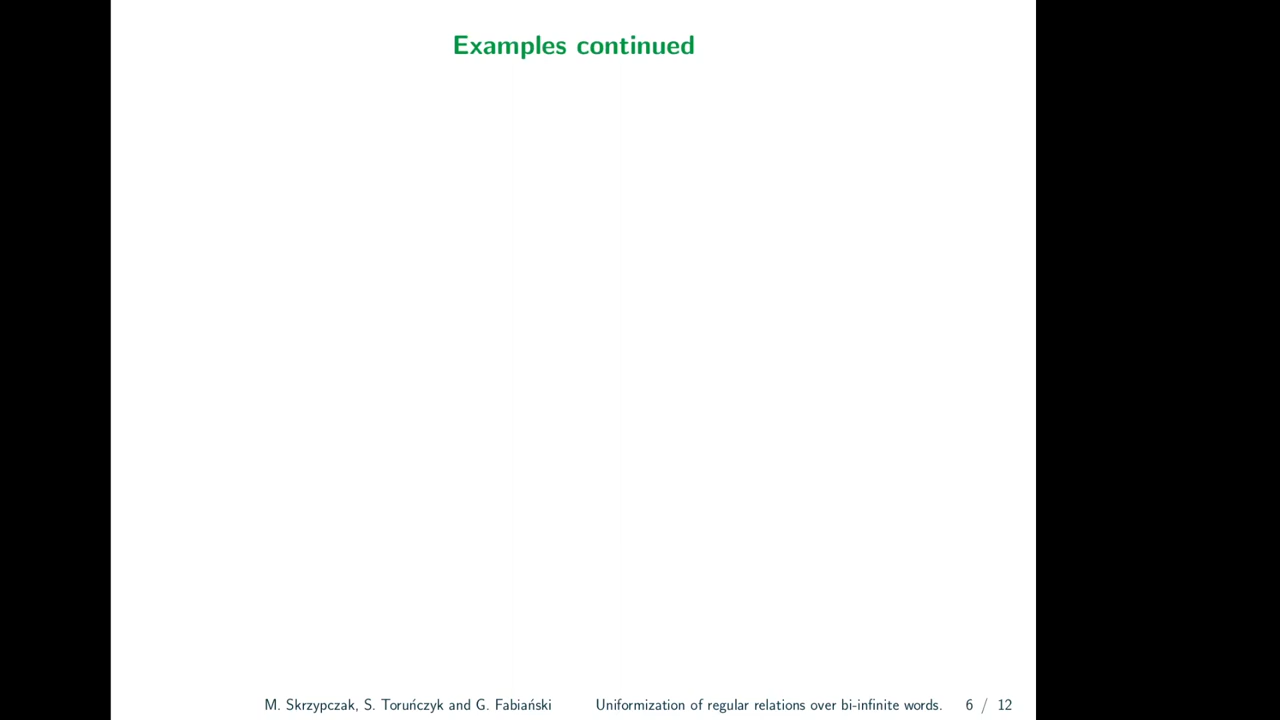 Examples continued
M. Skrzypczak, S. Toruńczyk and G. Fabiański Uniformization of regular relations over bi-infinite words. 6 / 12